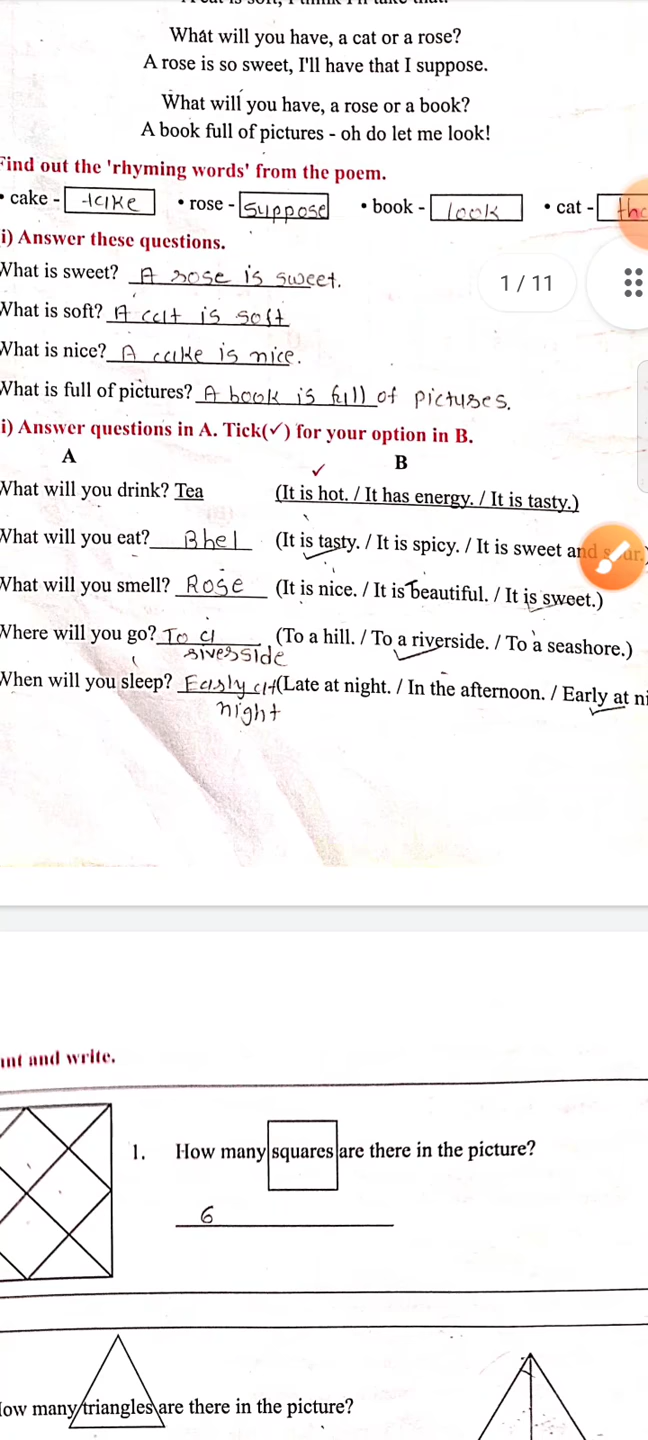 What will you have, a cat or a rose?
A rose is so sweet, I'll have that I suppose.
What will you have, a rose or a book?
A book full of pictures - oh do let me look!
Find out the 'rhyming words' from the poem.
• cake - take • rose - suppose • book - look • cat -
i) Answer these questions.
What is sweet? A rose is sweet.
1 / 11
What is soft? A cat is soft
What is nice? A cake is nice.
What is full of pictures? A book is full of pictures.
i) Answer questions in A. Tick(✓) for your option in B.
A B
What will you drink? Tea (It is hot. / It has energy. / It is tasty.)
What will you eat? Bhel (It is tasty. / It is spicy. / It is sweet and
What will you smell? Rose (It is nice. / It is beautiful. / It is sweet.)
Where will you go? To a riverside (To a hill. / To a riverside. / To a seashore.)
When will you sleep? Early at night (Late at night. / In the afternoon. / Early at ni
and write.
1. How many squares are there in the picture?
6
How many triangles are there in the picture?